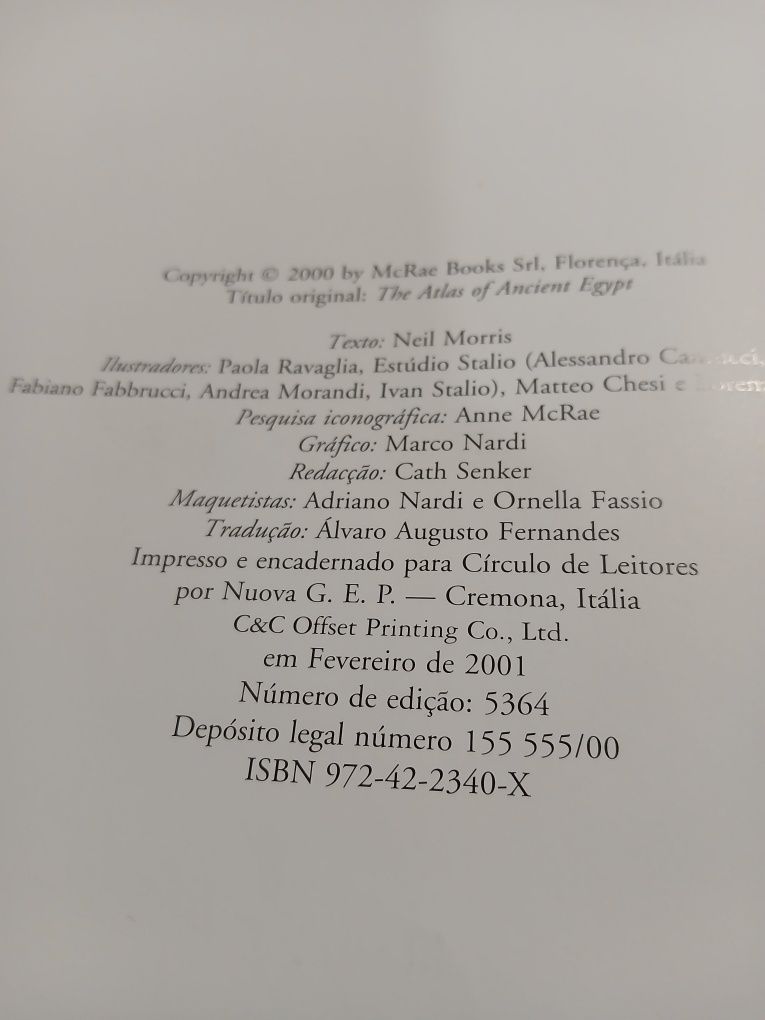 Copyright © 2000 by McRae Books Srl, Florença, Itália
Título original: The Atlas of Ancient Egypt
Texto: Neil Morris
Ilustradores: Paola Ravaglia, Estúdio Stalio (Alessandro
Fabiano Fabbrucci, Andrea Morandi, Ivan Stalio), Matteo Chesi e
Pesquisa iconográfica: Anne McRae
Gráfico: Marco Nardi
Redacção: Cath Senker
Maquetistas: Adriano Nardi e Ornella Fassio
Tradução: Álvaro Augusto Fernandes
Impresso e encadernado para Círculo de Leitores
por Nuova G. E. P. — Cremona, Itália
C&C Offset Printing Co., Ltd.
em Fevereiro de 2001
Número de edição: 5364
Depósito legal número 155 555/00
ISBN 972-42-2340-X